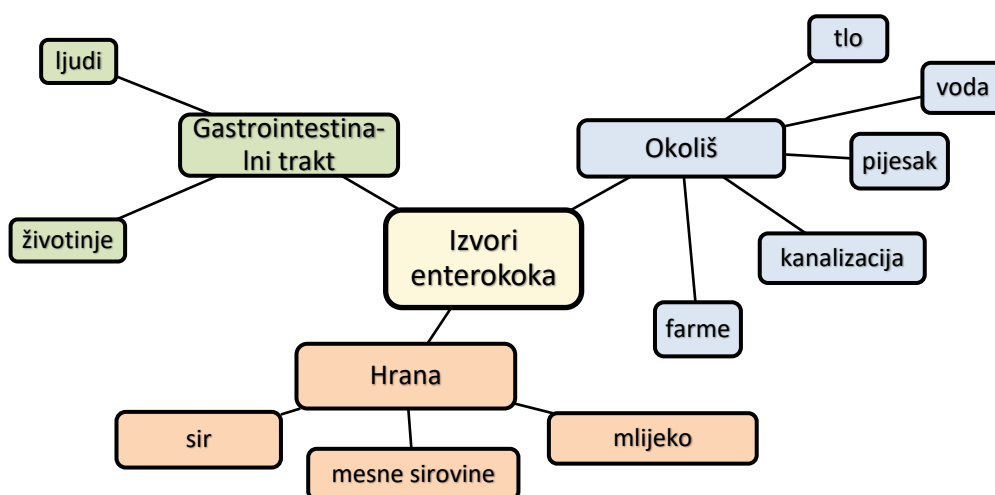 tlo
ljudi
voda
Gastrointestina-
lni trakt
Okoliš
pijesak
životinje
Izvori
enterokoka
kanalizacija
farme
Hrana
sir
mlijeko
mesne sirovine